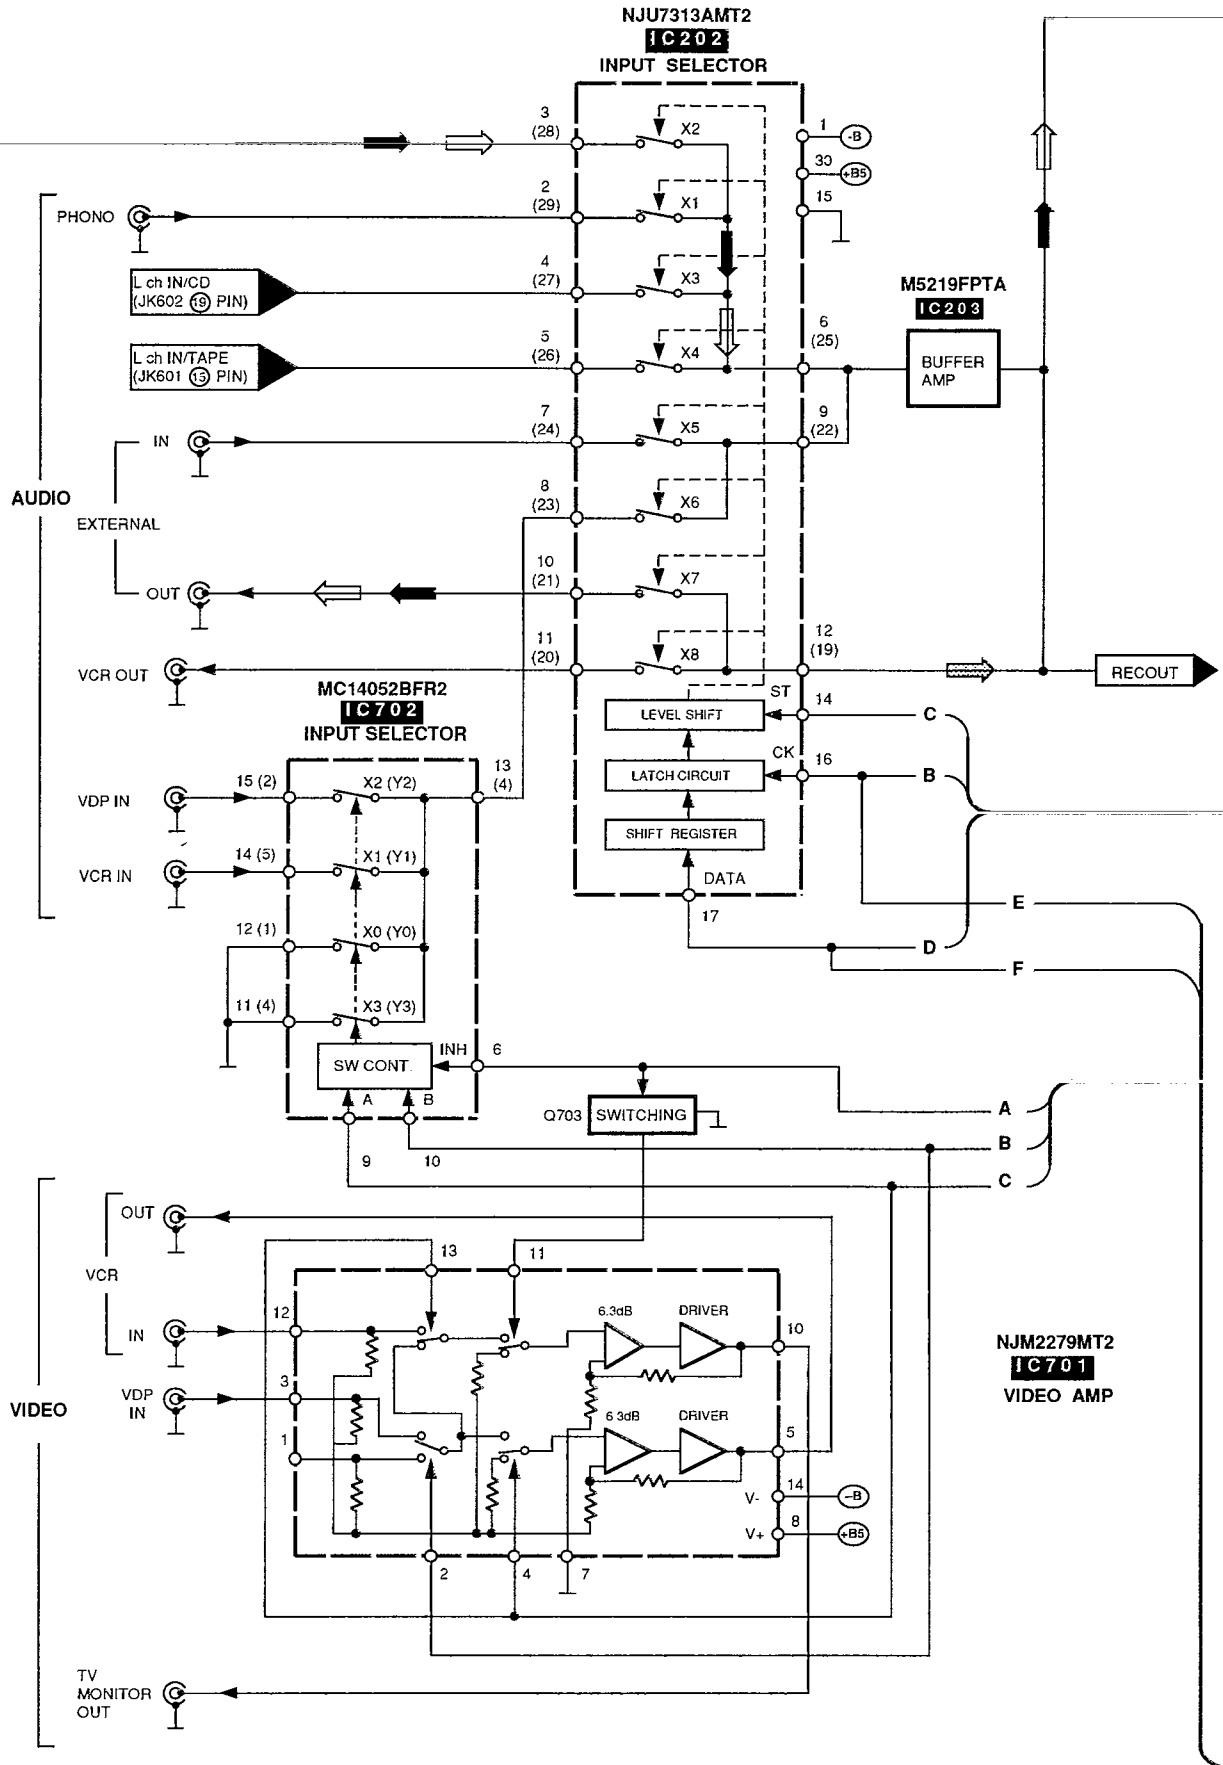 NJU7313AMT2
IC202
INPUT SELECTOR
3
(28)
X2
1
-B
30
+B5
2
(29)
X1
15
PHONO
4
(27)
X3
L ch IN/CD
(JK602 19 PIN)
M5219FPTA
IC203
6
(25)
5
(26)
X4
L ch IN/TAPE
(JK601 15 PIN)
BUFFER
AMP
7
(24)
X5
9
(22)
IN
AUDIO
EXTERNAL
8
(23)
X6
10
(21)
X7
OUT
11
(20)
X8
12
(19)
VCR OUT
RECOUT
MC14052BFR2
IC702
INPUT SELECTOR
ST
14
LEVEL SHIFT
C
CK
16
LATCH CIRCUIT
B
13
(4)
15 (2)
X2 (Y2)
VDP IN
SHIFT REGISTER
14 (5)
X1 (Y1)
VCR IN
DATA
17
E
12 (1)
X0 (Y0)
D
F
11 (4)
X3 (Y3)
INH
6
SW CONT.
A
B
Q703
SWITCHING
A
B
C
9
10
OUT
VCR
13
11
12
IN
6.3dB
DRIVER
10
NJM2279MT2
IC701
VIDEO AMP
3
VDP
IN
VIDEO
1
6.3dB
DRIVER
5
V-
14
–B
V+
8
+B5
2
4
7
TV
MONITOR
OUT